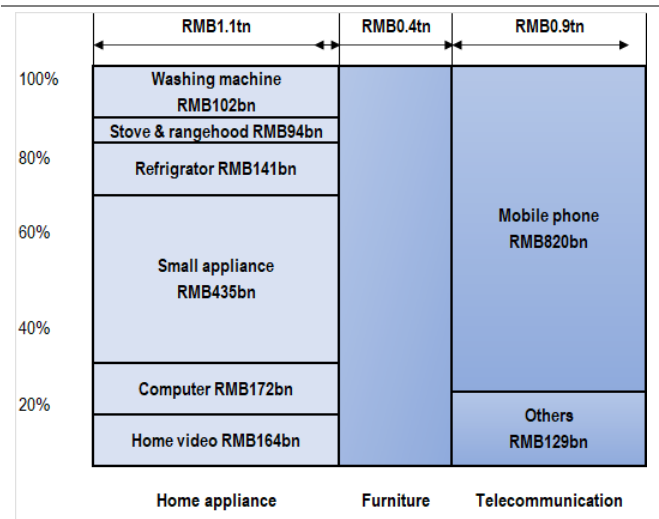 RMB1.1tn RMB0.4tn RMB0.9tn
100%
80%
60%
40%
20%
Washing machine
RMB102bn
Stove & rangehood RMB94bn
Refrigrator RMB141bn
Small appliance
RMB435bn
Computer RMB172bn
Home video RMB164bn
Mobile phone
RMB820bn
Others
RMB129bn
Home appliance Furniture Telecommunication